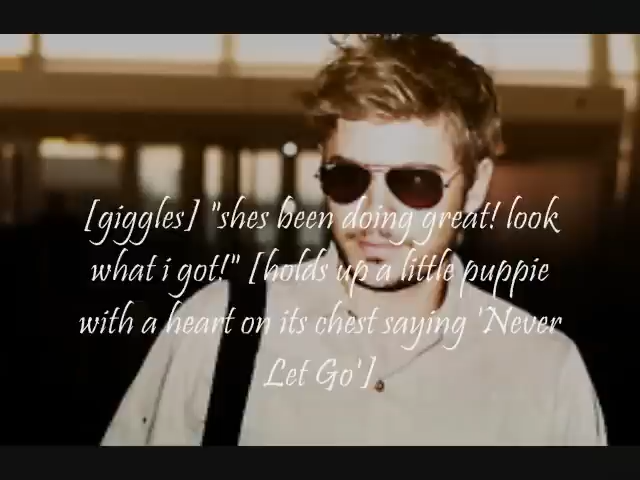 [giggles] "shes been doing great! look
what i got!" [holds up a little puppie
with a heart on its chest saying 'Never
Let Go']